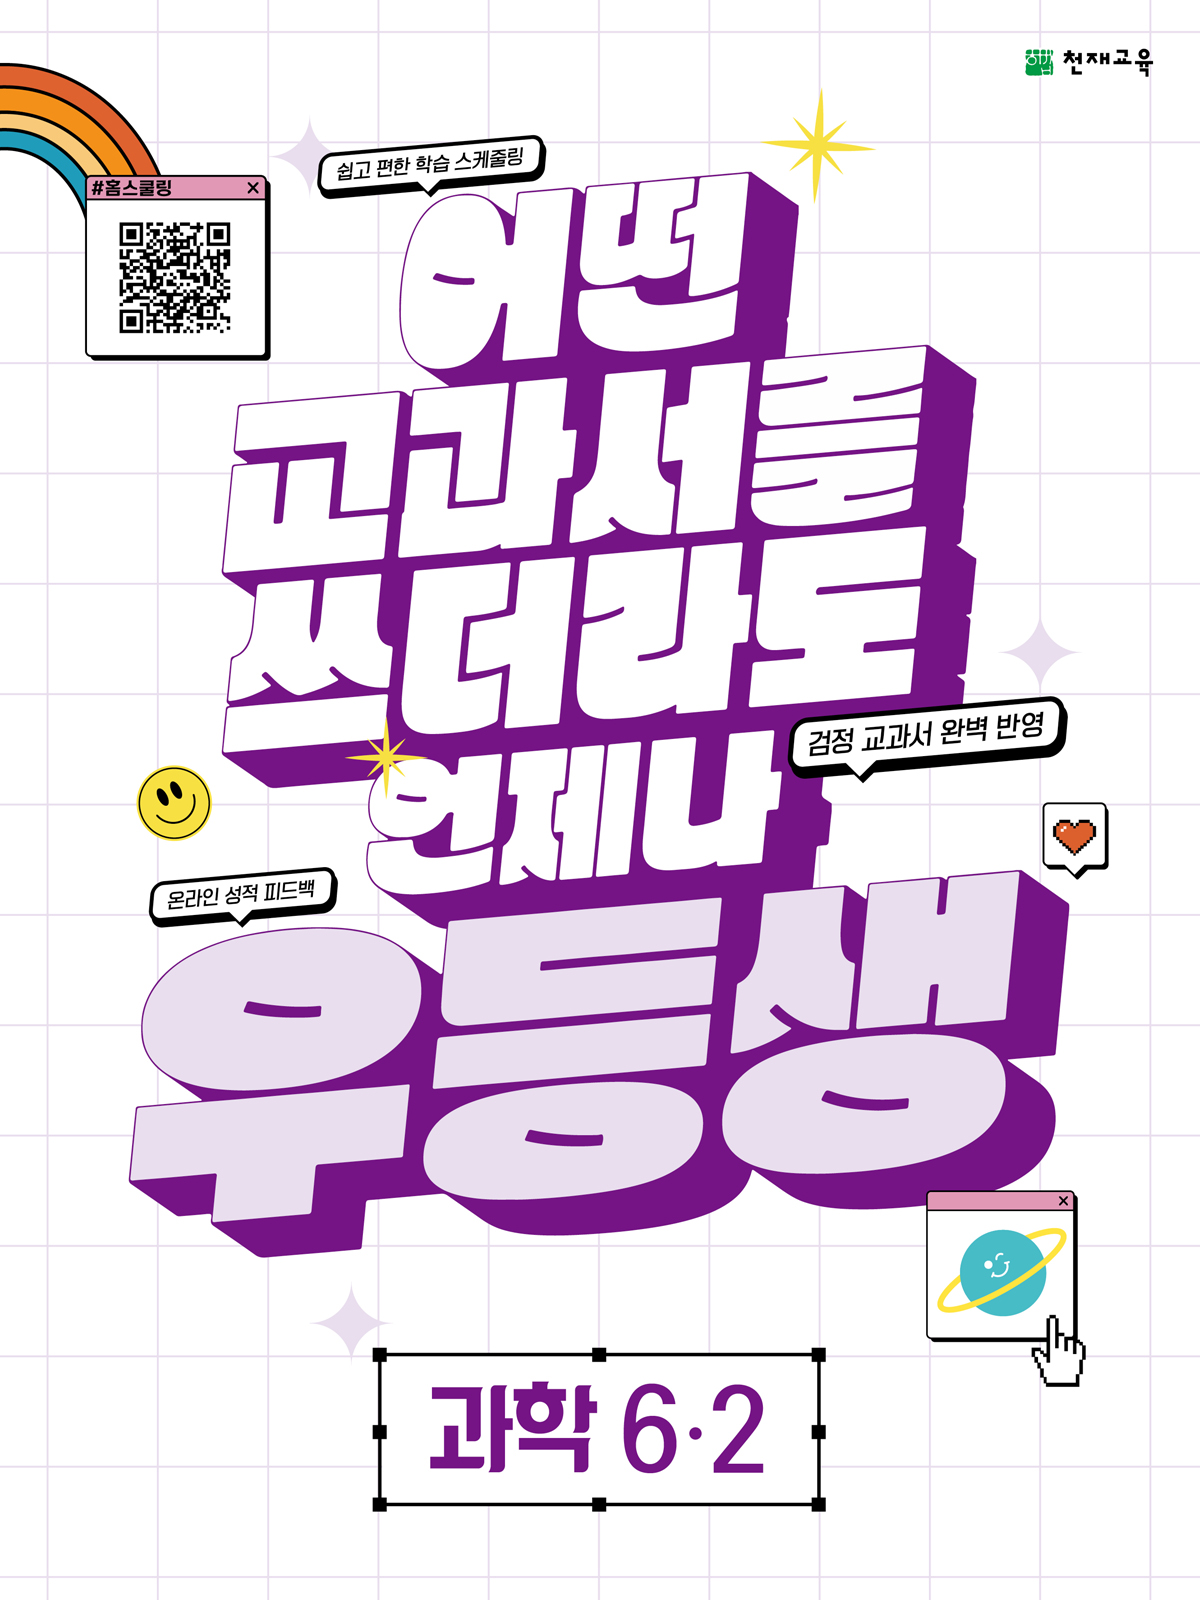 천재교육
쉽고 편한 학습 스케줄링
#홈스쿨링
어떤
교과서를
쓰더라도
언제나
우등생
검정 교과서 완벽 반영
온라인 성적 피드백
과학 6·2